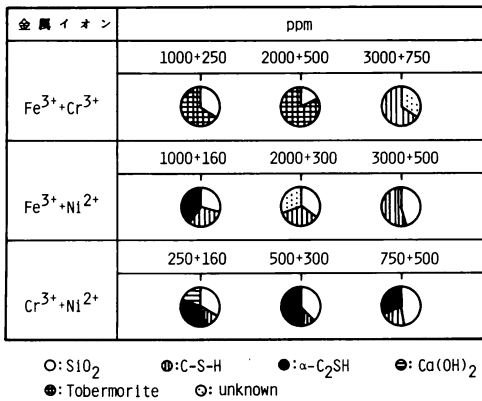 金属イオン ppm
1000+250 2000+500 3000+750
Fe³⁺+Cr³⁺
1000+160 2000+300 3000+500
Fe³⁺+Ni²⁺
250+160 500+300 750+500
Cr³⁺+Ni²⁺
:SiO₂ :C-S-H :α-C₂SH :Ca(OH)₂
:Tobermorite :unknown